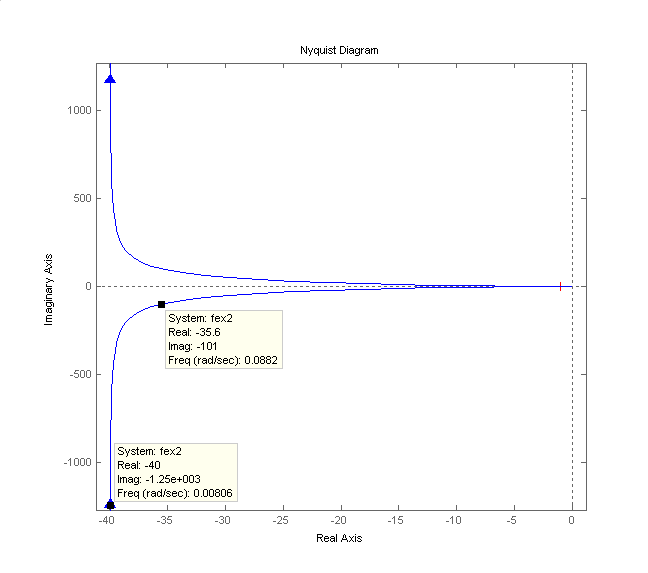 Nyquist Diagram
1000
500
0
-500
-1000
Imaginary Axis
System: fex2
Real: -35.6
Imag: -101
Freq (rad/sec): 0.0882
System: fex2
Real: -40
Imag: -1.25e+003
Freq (rad/sec): 0.00806
-40 -35 -30 -25 -20 -15 -10 -5 0
Real Axis